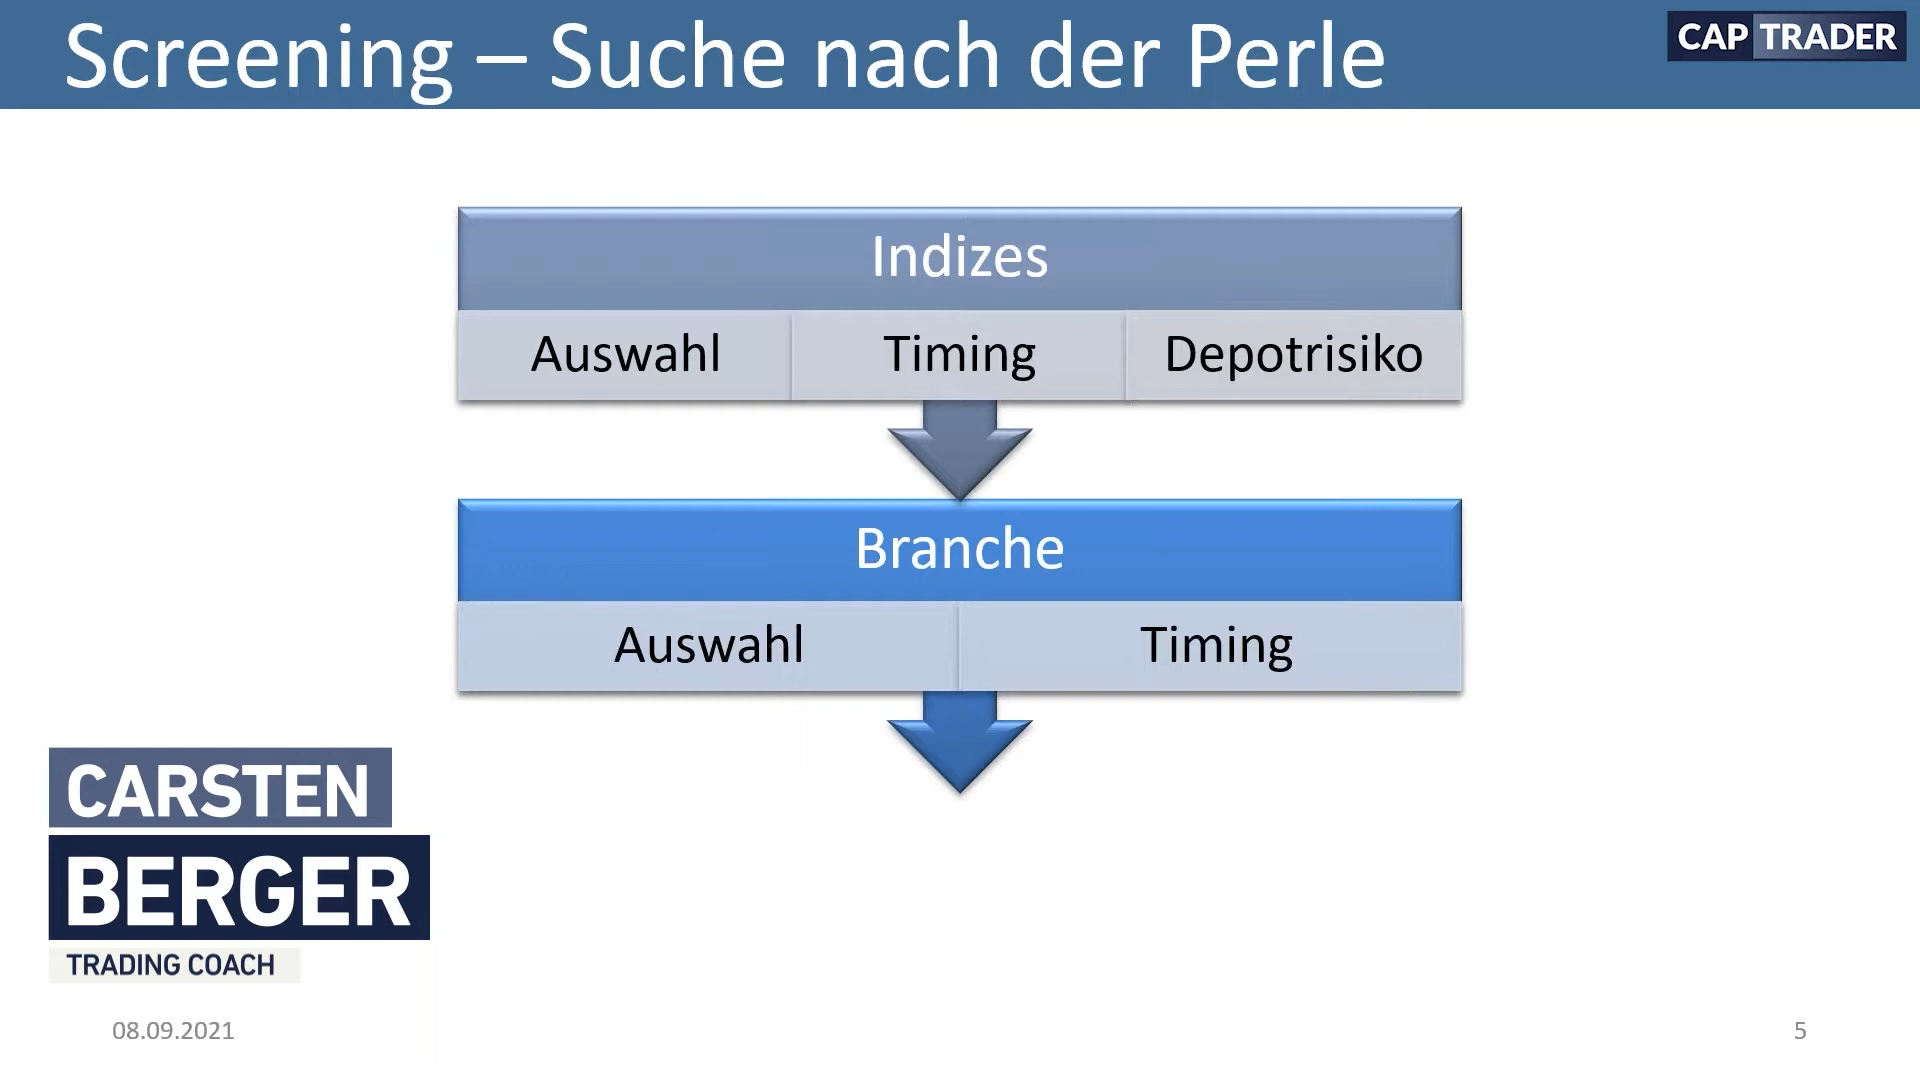 Screening – Suche nach der Perle
CAP TRADER
Indizes
Auswahl Timing Depotrisiko
Branche
Auswahl Timing
CARSTEN
BERGER
TRADING COACH
08.09.2021
5